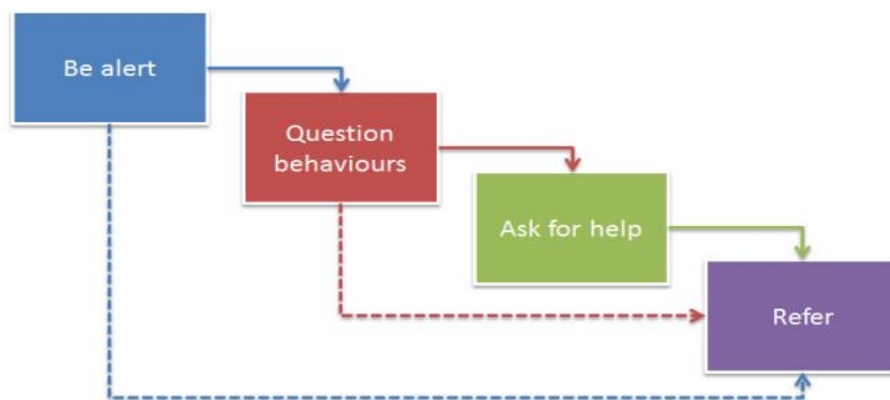 Be alert
Question
behaviours
Ask for help
Refer